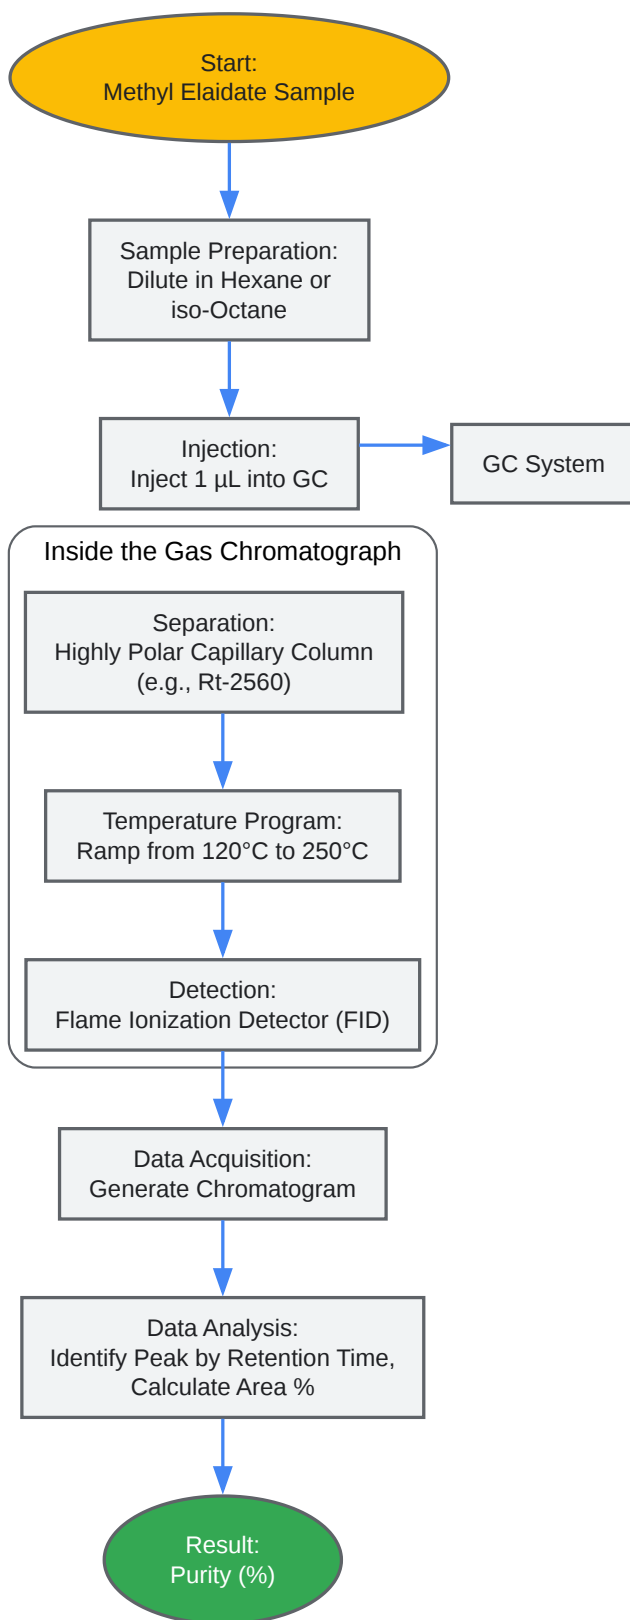 Start:
Methyl Elaidate Sample
Sample Preparation:
Dilute in Hexane or
iso-Octane
Injection:
Inject 1 µL into GC
GC System
Inside the Gas Chromatograph
Separation:
Highly Polar Capillary Column
(e.g., Rt-2560)
Temperature Program:
Ramp from 120°C to 250°C
Detection:
Flame Ionization Detector (FID)
Data Acquisition:
Generate Chromatogram
Data Analysis:
Identify Peak by Retention Time,
Calculate Area %
Result:
Purity (%)